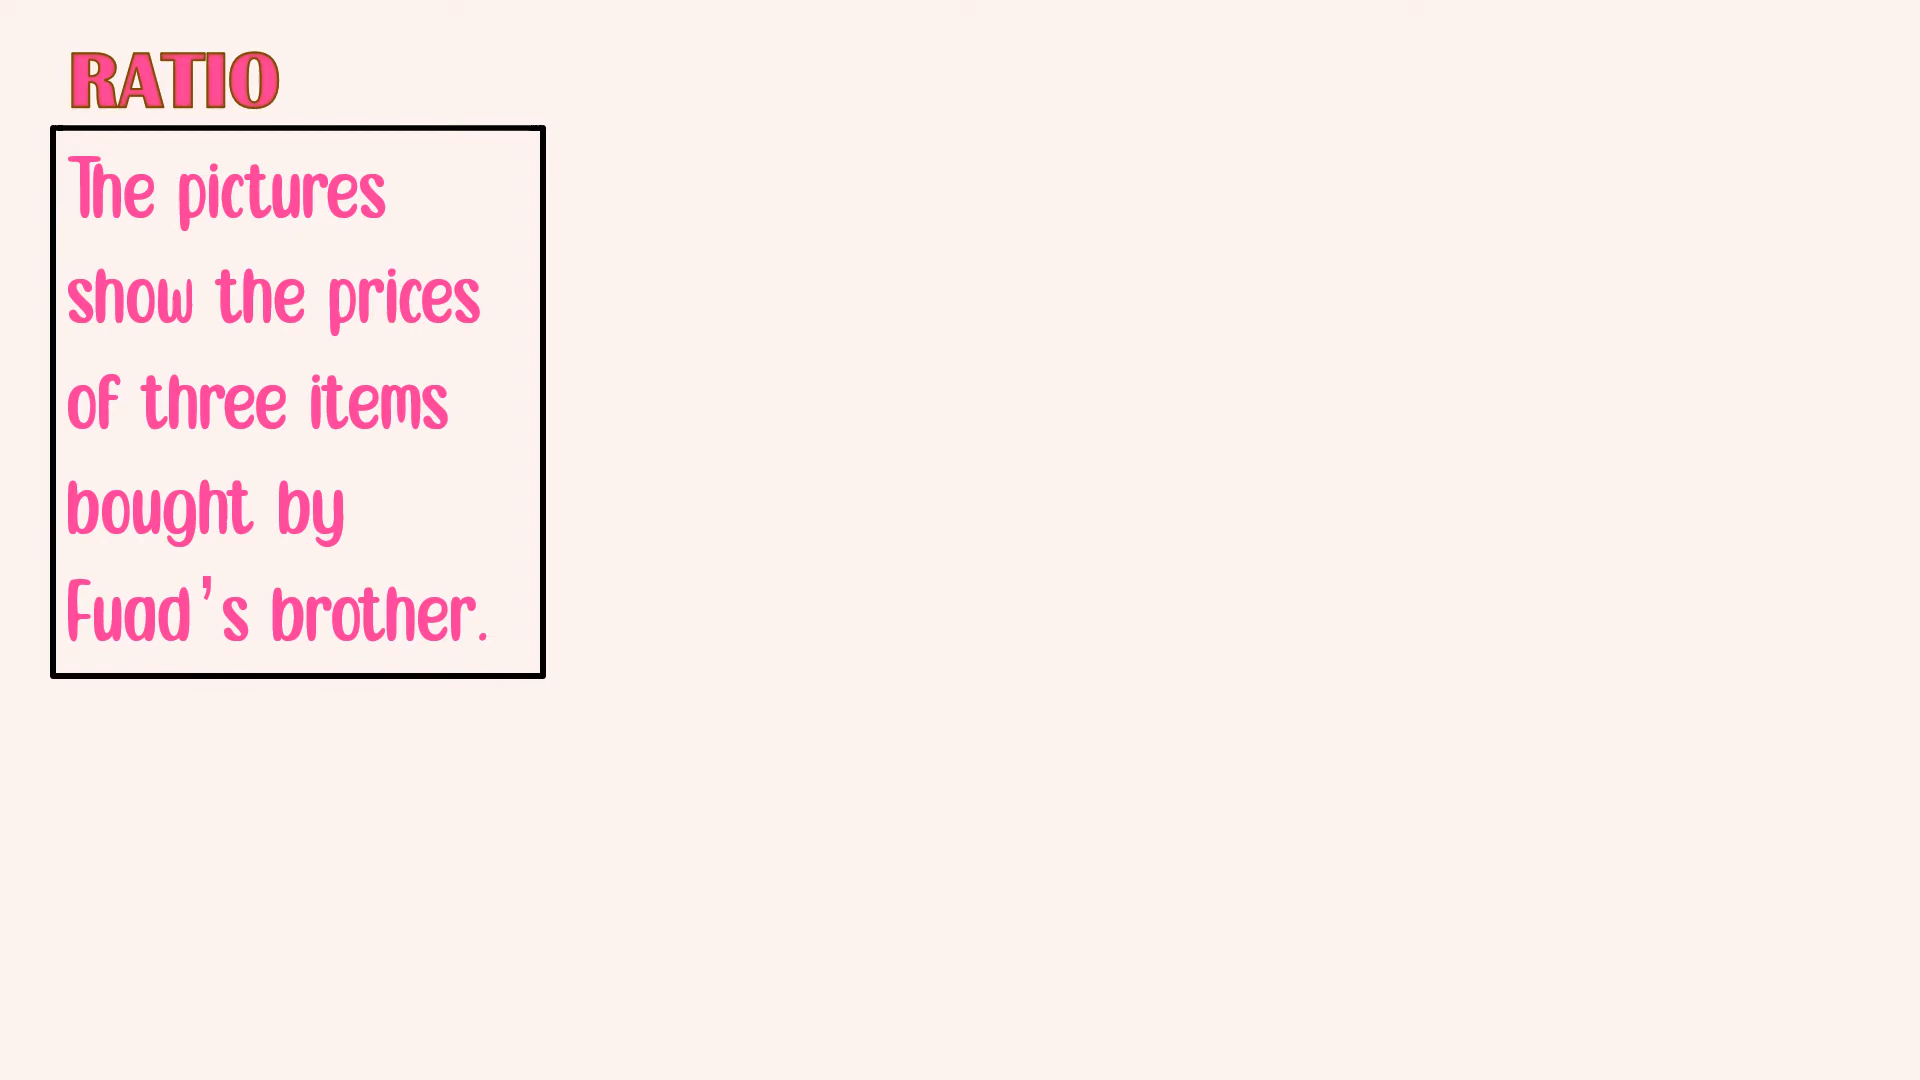 RATIO
The pictures
show the prices
of three items
bought by
Fuad's brother.